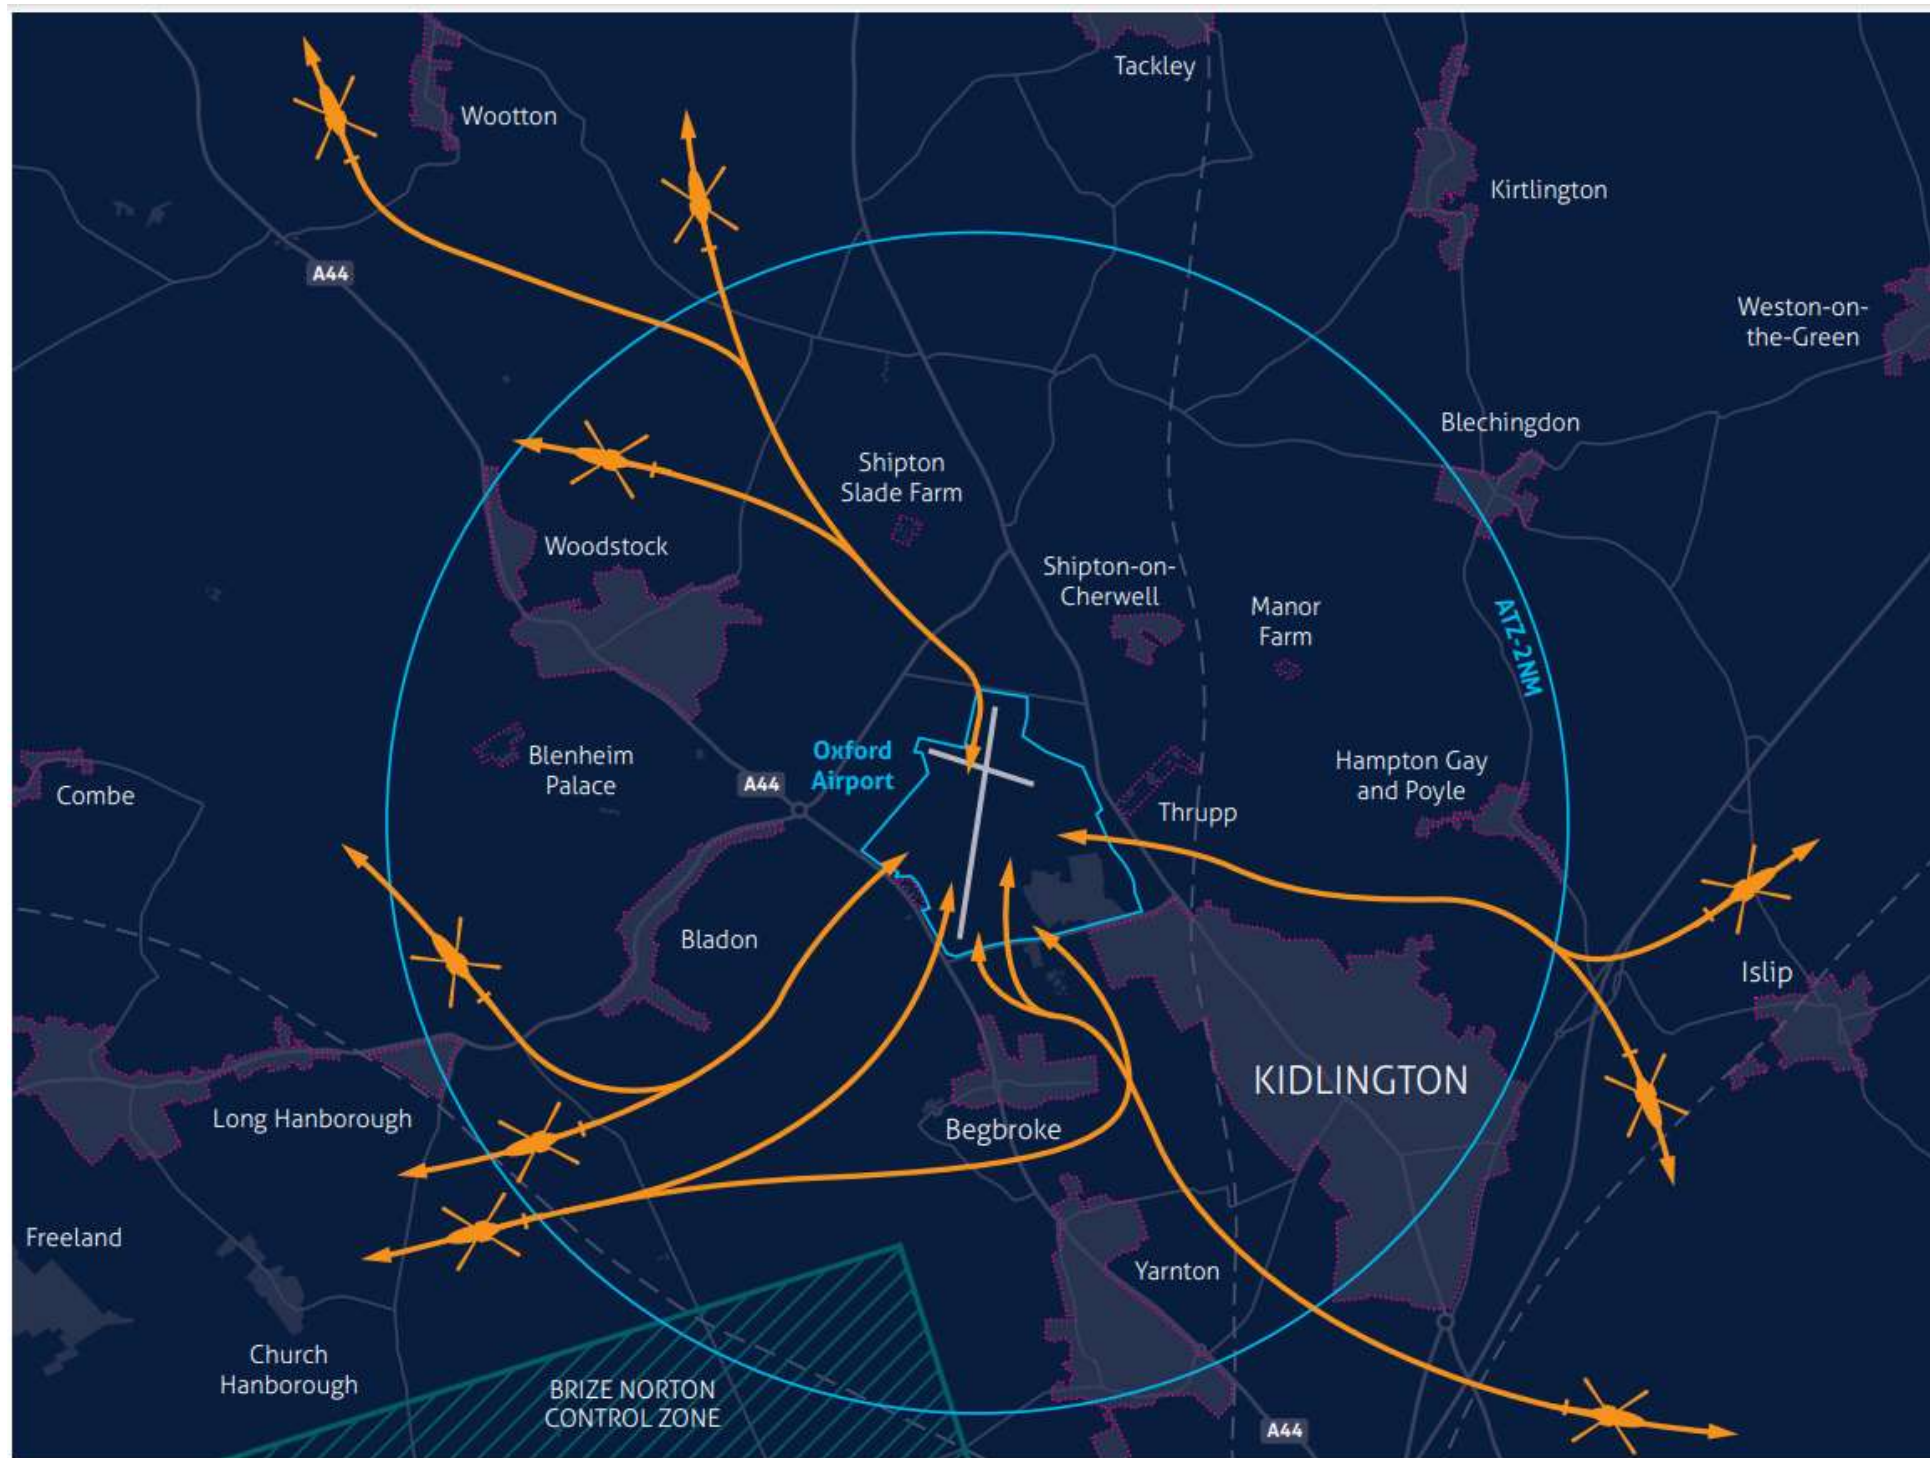 Tackley
Wootton
Kirtlington
A44
Weston-on-
the-Green
Blechingdon
Shipton
Slade Farm
Woodstock
Shipton-on-
Cherwell
Manor
Farm
ATZ-2NM
Blenheim
Palace
Oxford
Airport
A44
Hampton Gay
and Poyle
Combe
Thrupp
Bladon
Islip
KIDLINGTON
Long Hanborough
Begbroke
Freeland
Yarnton
Church
Hanborough
BRIZE NORTON
CONTROL ZONE
A44